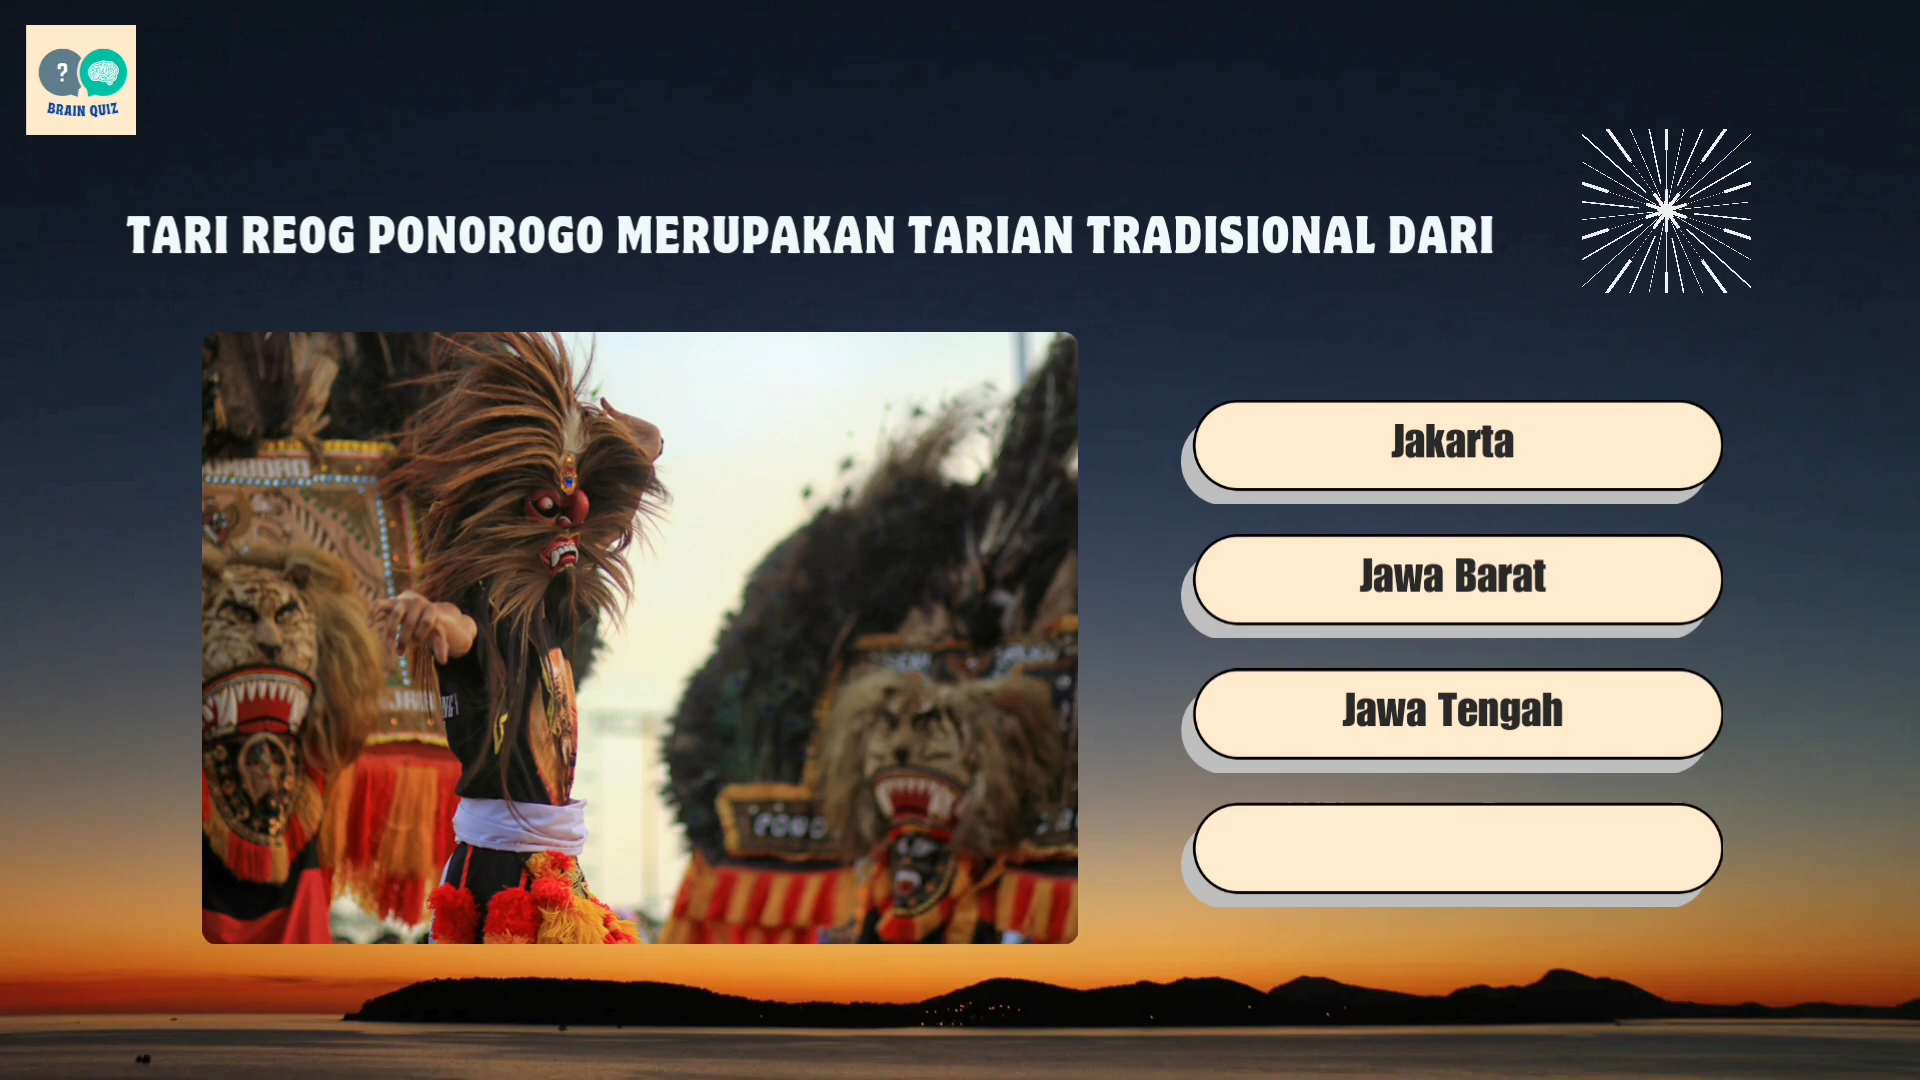 ?
BRAIN QUIZ
TARI REOG PONOROGO MERUPAKAN TARIAN TRADISIONAL DARI
Jakarta
Jawa Barat
Jawa Tengah